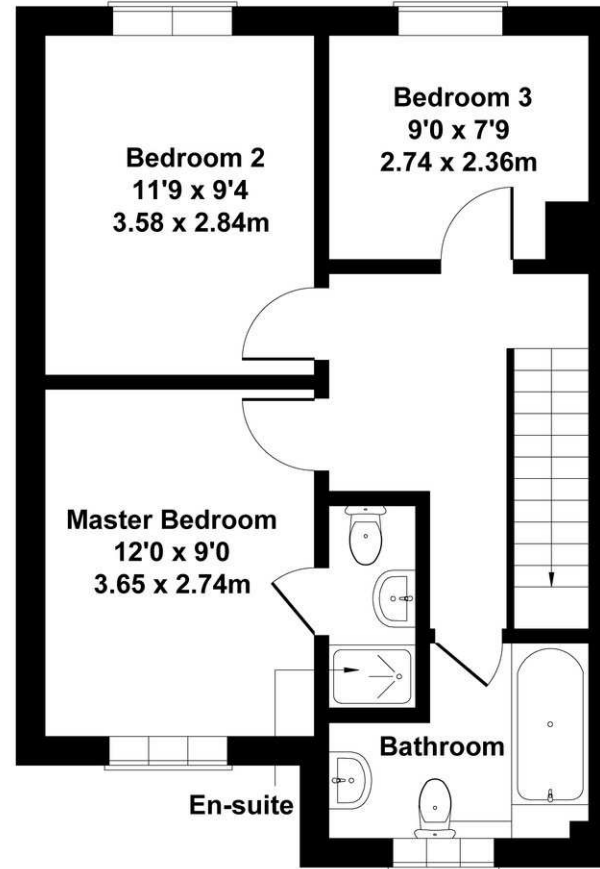 Bedroom 2
11'9 x 9'4
3.58 x 2.84m
Bedroom 3
9'0 x 7'9
2.74 x 2.36m
Master Bedroom
12'0 x 9'0
3.65 x 2.74m
Bathroom
En-suite